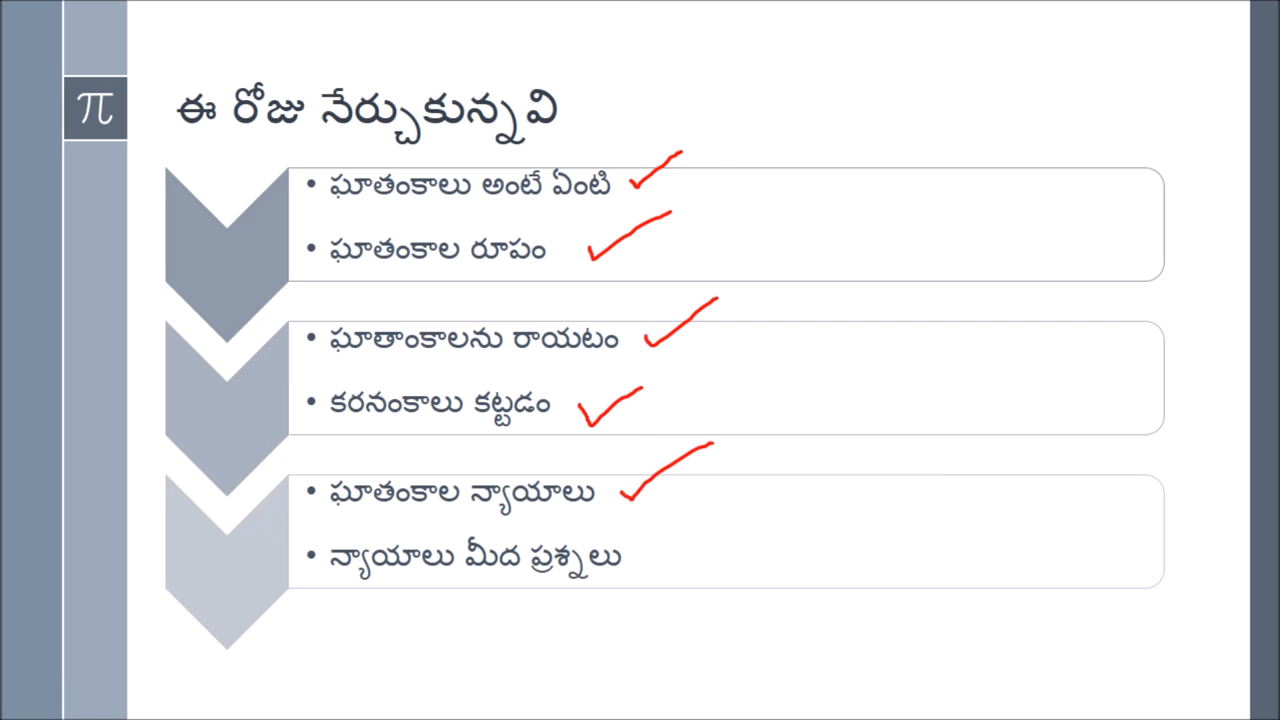 π
ఈ రోజు నేర్చుకున్నవి
• ఘాతంకాలు అంటే ఏంటి
• ఘాతంకాల రూపం
• ఘాతాంకాలను రాయటం
• కరనంకాలు కట్టడం
• ఘాతంకాల న్యాయాలు
• న్యాయాలు మీద ప్రశ్నలు